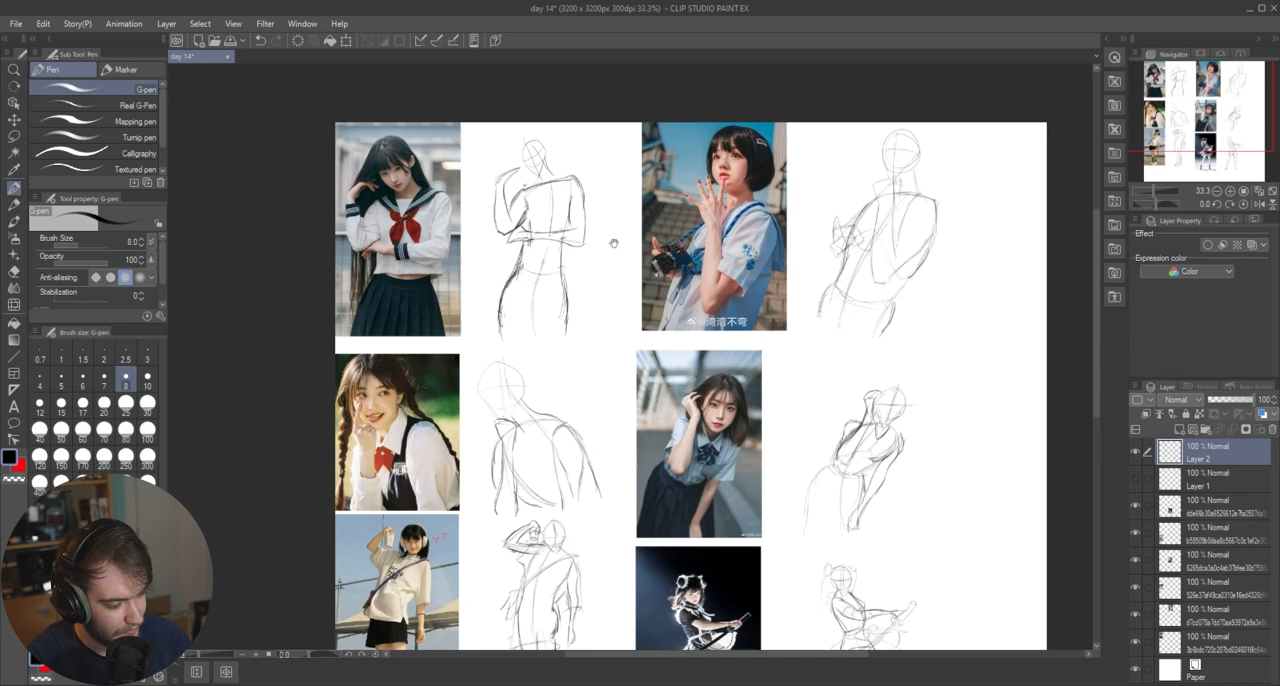 day 14* (3200 x 3200px 300dpi 33.3%) - CLIP STUDIO PAINT EX
File Edit Story(P) Animation Layer Select View Filter Window Help
Sub Tool: Pen
day 14*
Navigator
Pen Marker
G-pen
Real G-Pen
Mapping pen
Turnip pen
Calligraphy
Textured pen
33.3
0.0
Tool property: G-pen
G-pen
Layer Property
Brush Size 8.0
Effect
Opacity 100
Anti-aliasing
Expression color
Stabilization 0
Color
湾湾不弯
Brush size: G-pen
0.7 1 1.5 2 2.5 3
4 5 6 7 8 10
12 15 17 20 25 30
40 50 60 70 80 100
120 150 170 200 250 300
Layer
Normal 100
100 % Normal
Layer 2
100 % Normal
Layer 1
100 % Normal
100 % Normal
100 % Normal
100 % Normal
100 % Normal
100 % Normal
Paper
0.0